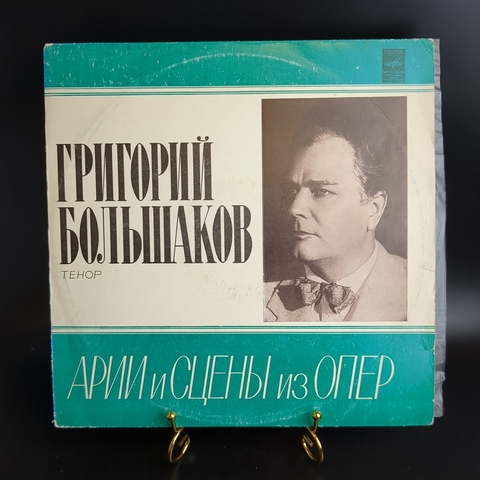 ГРИГОРИЙ
БОЛЬШАКОВ
ТЕНОР
АРИИ и СЦЕНЫ из ОПЕР